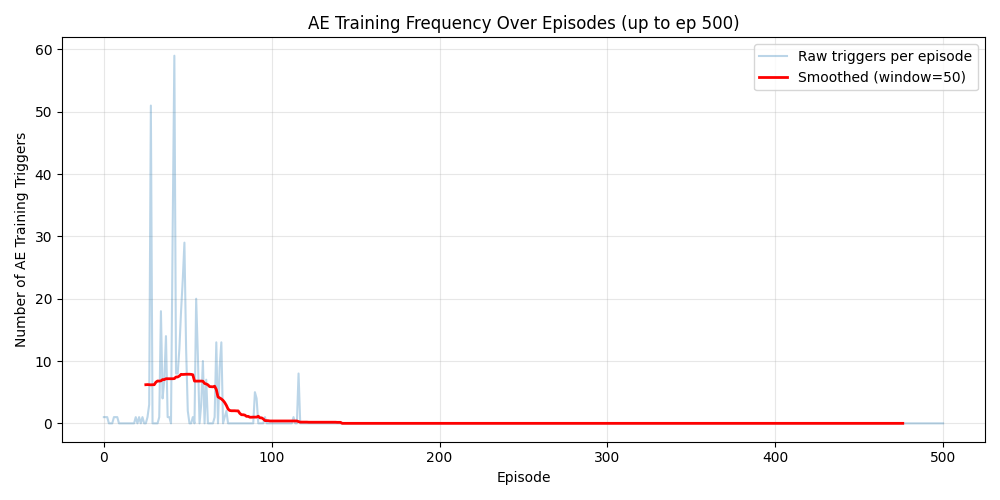 AE Training Frequency Over Episodes (up to ep 500)
Raw triggers per episode
Smoothed (window=50)
Number of AE Training Triggers
60
50
40
30
20
10
0
0 100 200 300 400 500
Episode